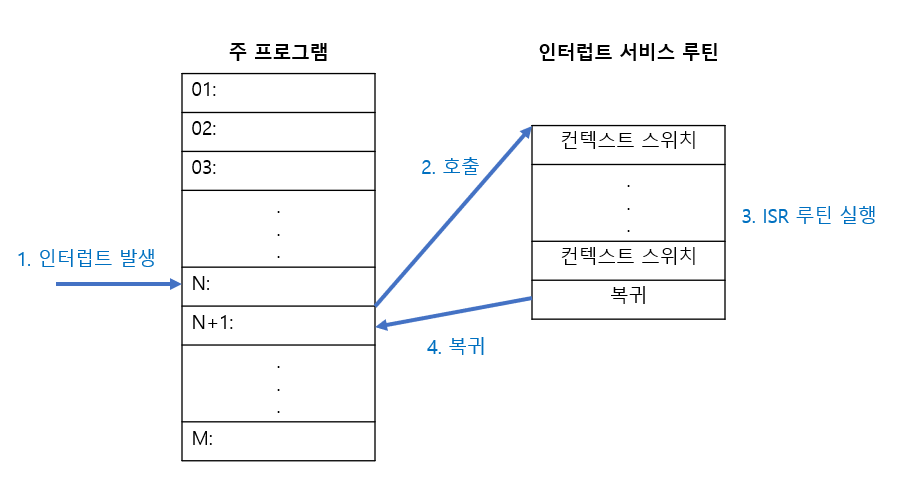 주 프로그램
인터럽트 서비스 루틴
01:
02:
03:
.
.
.
N:
N+1:
.
.
.
M:
1. 인터럽트 발생
2. 호출
컨텍스트 스위치
.
.
.
컨텍스트 스위치
복귀
3. ISR 루틴 실행
4. 복귀